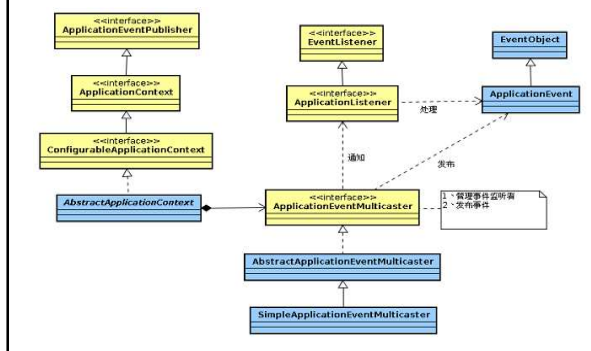 <<interface>>
ApplicationEventPublisher
<<interface>>
ApplicationContext
<<interface>>
ConfigurableApplicationContext
AbstractApplicationContext
<<interface>>
EventListener
<<interface>>
ApplicationListener
EventObject
ApplicationEvent
处理
通知
发布
<<interface>>
ApplicationEventMulticaster
1、管理事件监听者
2、发布事件
AbstractApplicationEventMulticaster
SimpleApplicationEventMulticaster